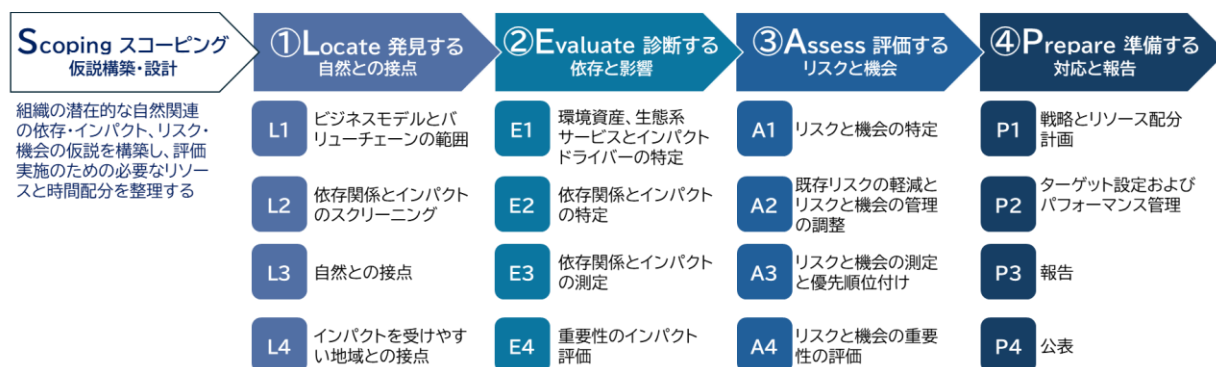 Scoping スコーピング
仮説構築・設計
組織の潜在的な自然関連
の依存・インパクト、リスク・
機会の仮説を構築し、評価
実施のための必要なリソー
スと時間配分を整理する
①Locate 発見する
自然との接点
L1
ビジネスモデルとバ
リューチェーンの範囲
L2
依存関係とインパクト
のスクリーニング
L3
自然との接点
L4
インパクトを受けやす
い地域との接点
②Evaluate 診断する
依存と影響
E1
環境資産、生態系
サービスとインパクト
ドライバーの特定
E2
依存関係とインパクト
の特定
E3
依存関係とインパクト
の測定
E4
重要性のインパクト
評価
③Assess 評価する
リスクと機会
A1
リスクと機会の特定
A2
既存リスクの軽減と
リスクと機会の管理
の調整
A3
リスクと機会の測定
と優先順位付け
A4
リスクと機会の重要
性の評価
④Prepare 準備する
対応と報告
P1
戦略とリソース配分
計画
P2
ターゲット設定および
パフォーマンス管理
P3
報告
P4
公表